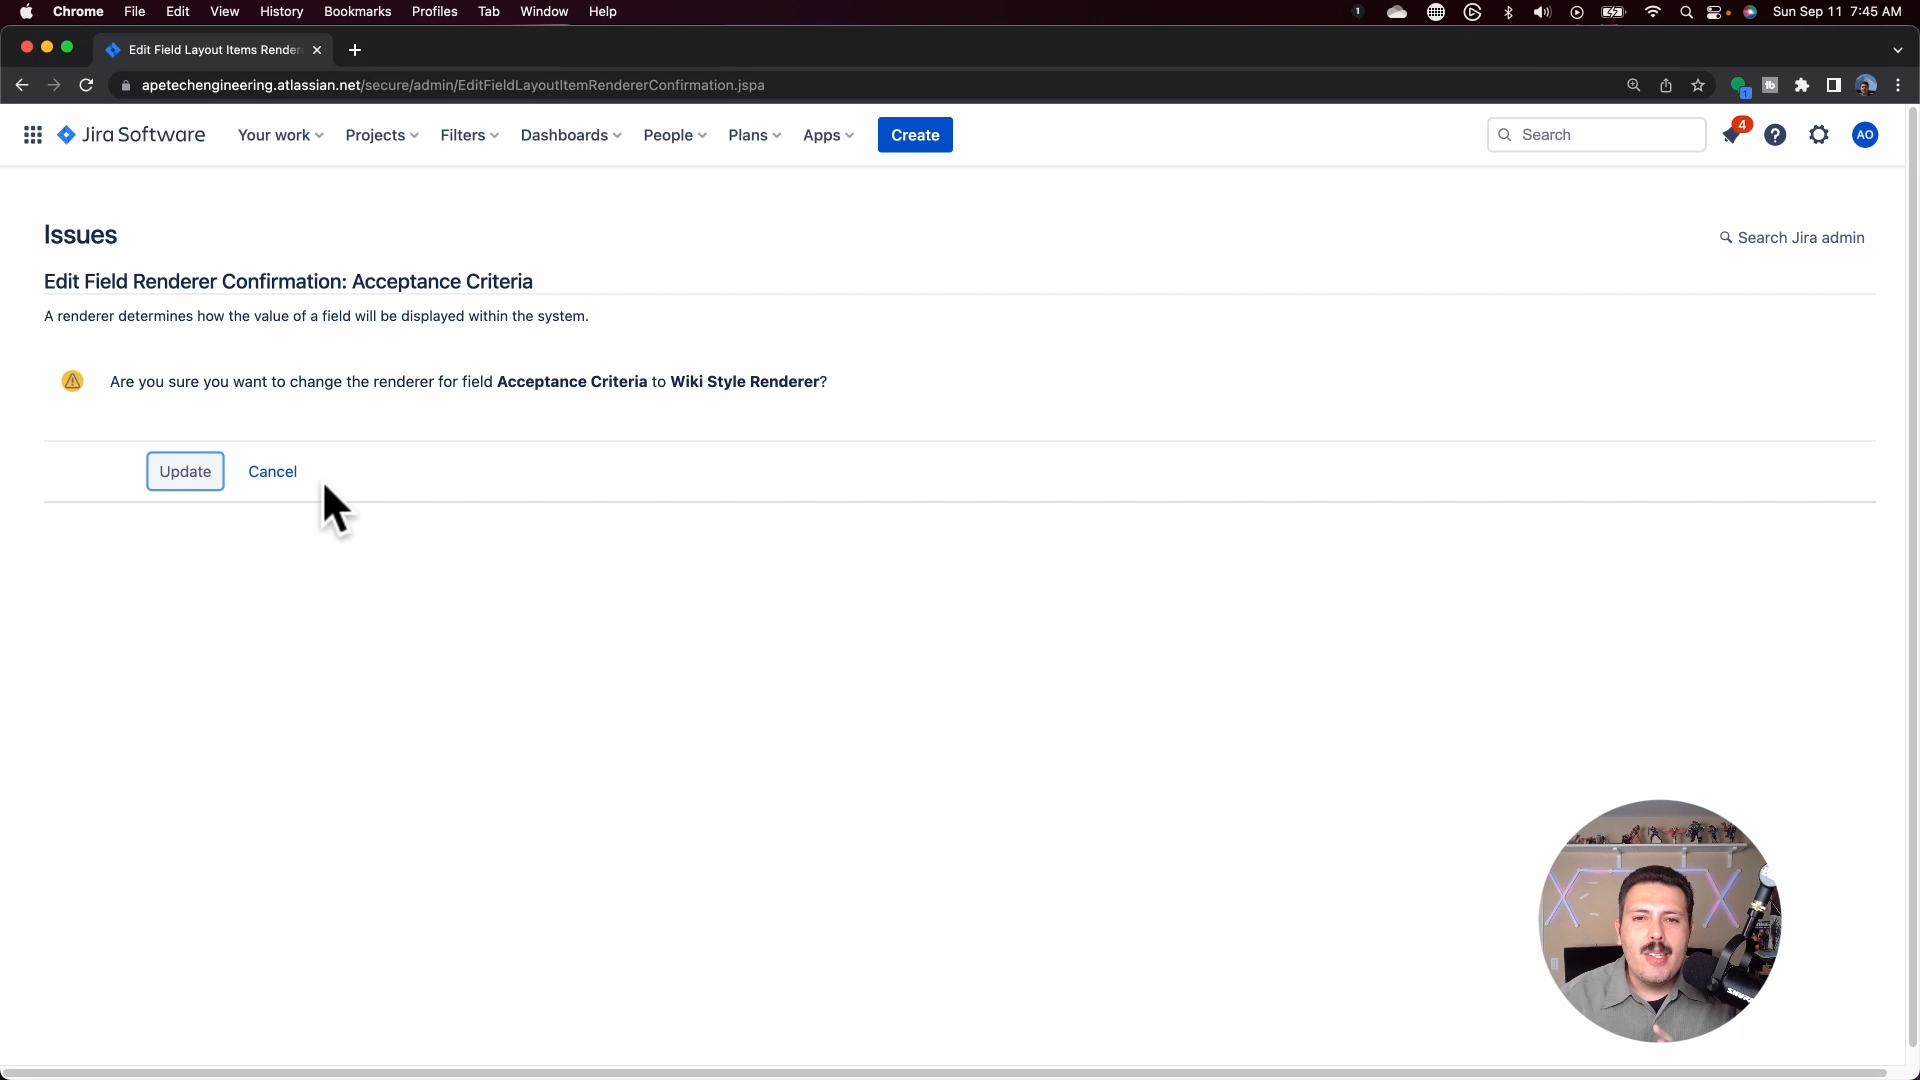 Chrome File Edit View History Bookmarks Profiles Tab Window Help 1 Sun Sep 11 7:45 AM
Edit Field Layout Items Render
apetechengineering.atlassian.net/secure/admin/EditFieldLayoutItemRendererConfirmation.jspa 1 tb
Jira Software Your work Projects Filters Dashboards People Plans Apps Create Search 4 AO
Issues
Search Jira admin
Edit Field Renderer Confirmation: Acceptance Criteria
A renderer determines how the value of a field will be displayed within the system.
Are you sure you want to change the renderer for field Acceptance Criteria to Wiki Style Renderer?
Update Cancel
SHURE